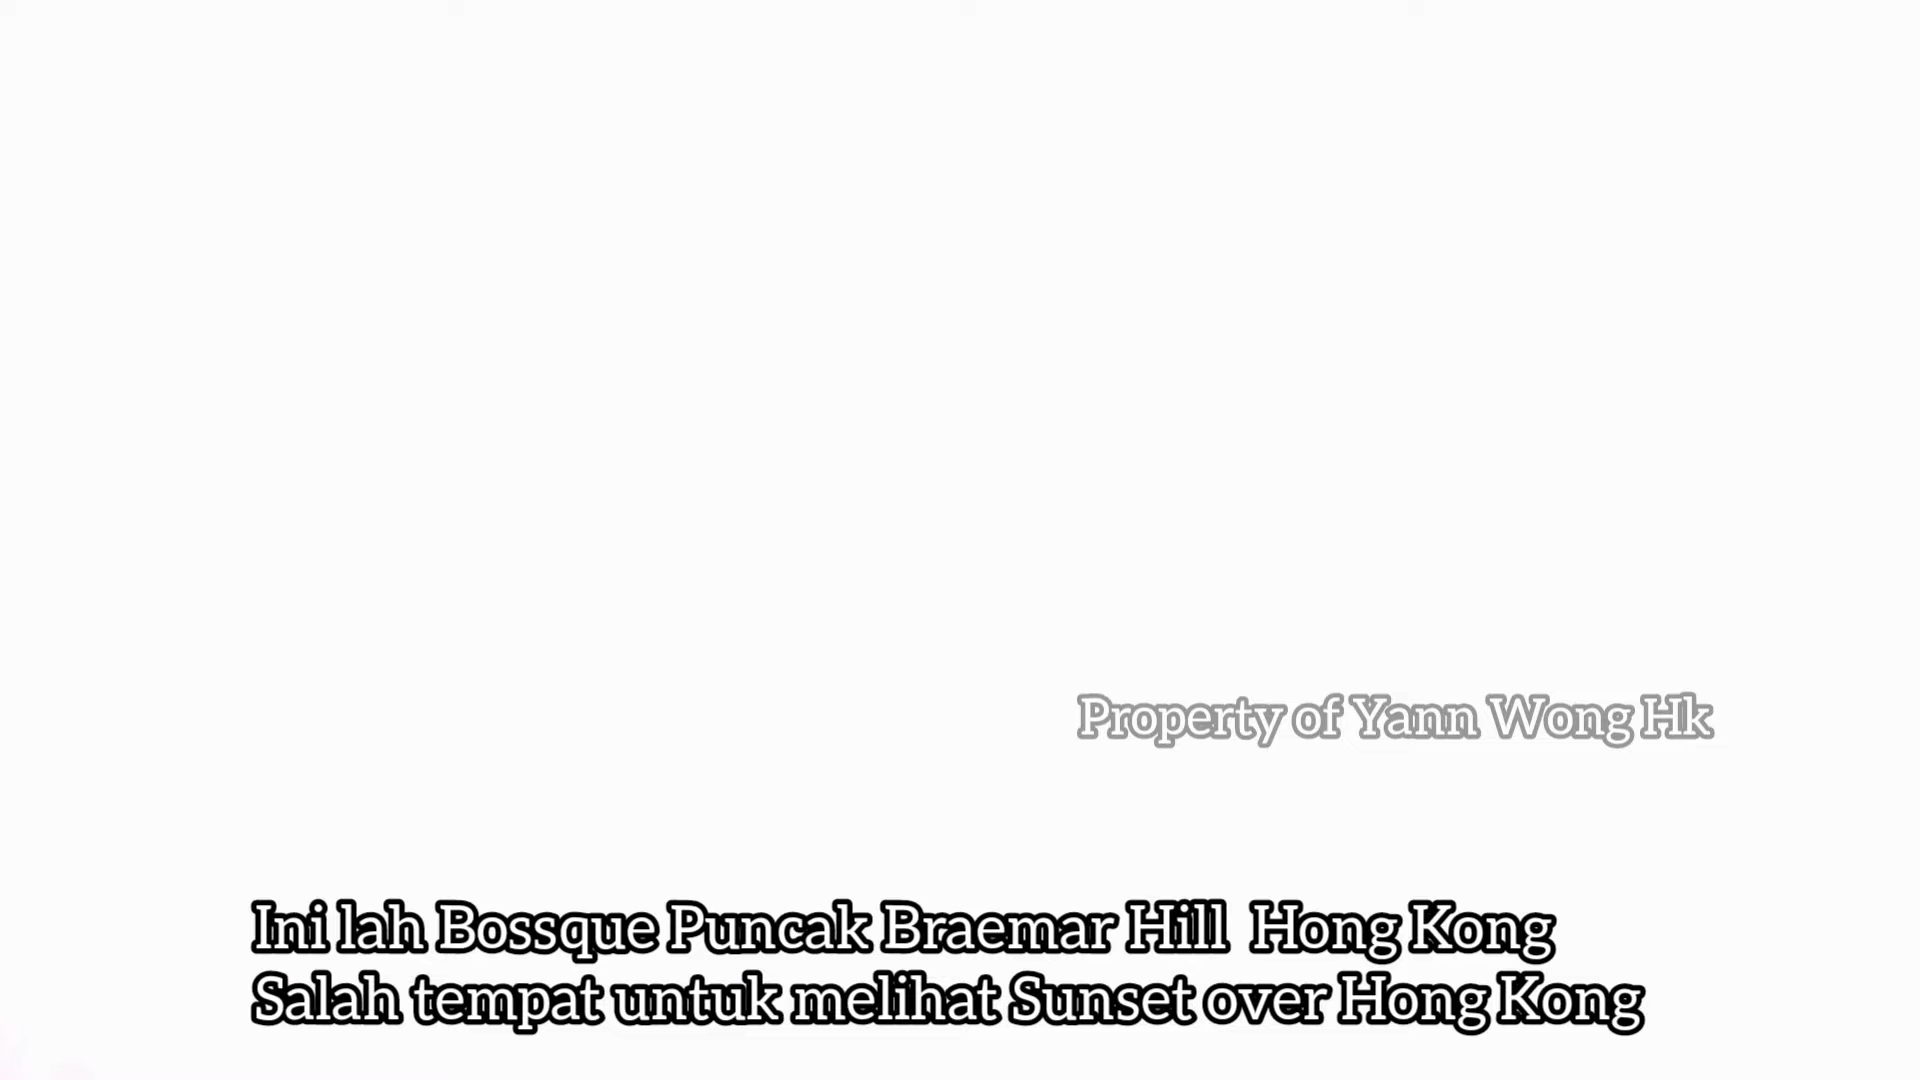 Property of Yann Wong Hk
Ini lah Bossque Puncak Braemar Hill Hong Kong
Salah tempat untuk melihat Sunset over Hong Kong